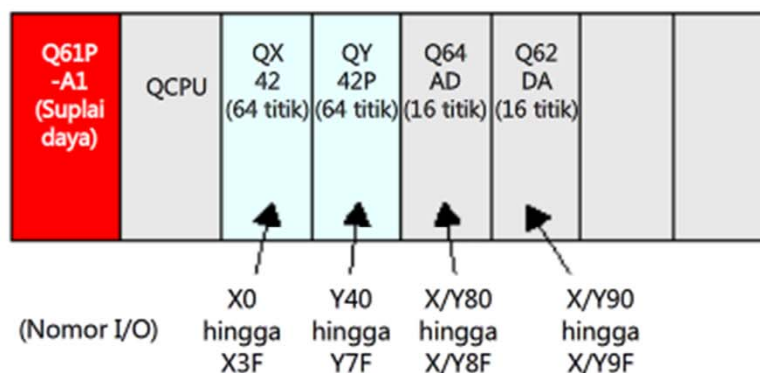 Q61P
-A1
(Suplai
daya)
QCPU
QX
42
(64 titik)
QY
42P
(64 titik)
Q64
AD
(16 titik)
Q62
DA
(16 titik)
(Nomor I/O)
X0
hingga
X3F
Y40
hingga
Y7F
X/Y80
hingga
X/Y8F
X/Y90
hingga
X/Y9F